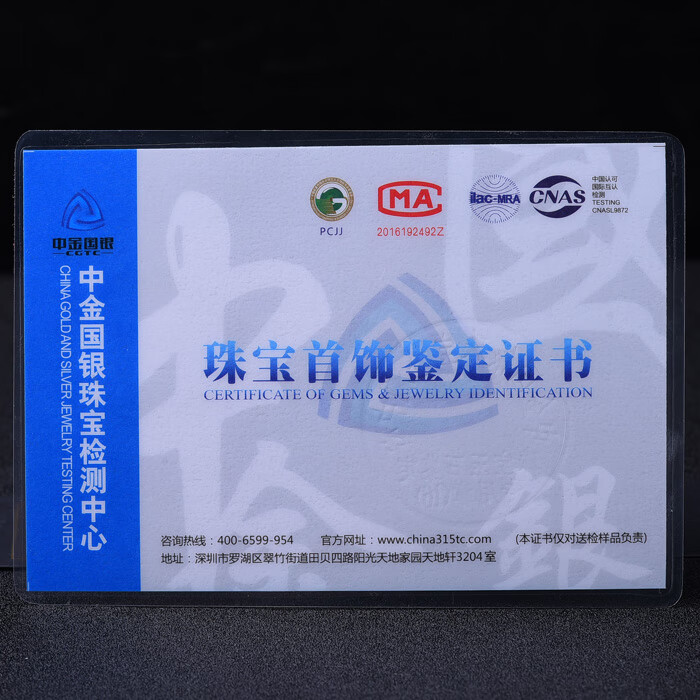 中金国银
CGTC
中金国银珠宝检测中心
CHINA GOLD AND SILVER JEWELRY TESTING CENTER
PCJJ
MA
2016192492Z
ilac-MRA
CNAS
中国认可
国际互认
检测
TESTING
CNASL9872
珠宝首饰鉴定证书
CERTIFICATE OF GEMS & JEWELRY IDENTIFICATION
咨询热线：400-6599-954 官方网址：www.china315tc.com (本证书仅对送检样品负责)
地址：深圳市罗湖区翠竹街道田贝四路阳光天地家园天地轩3204室